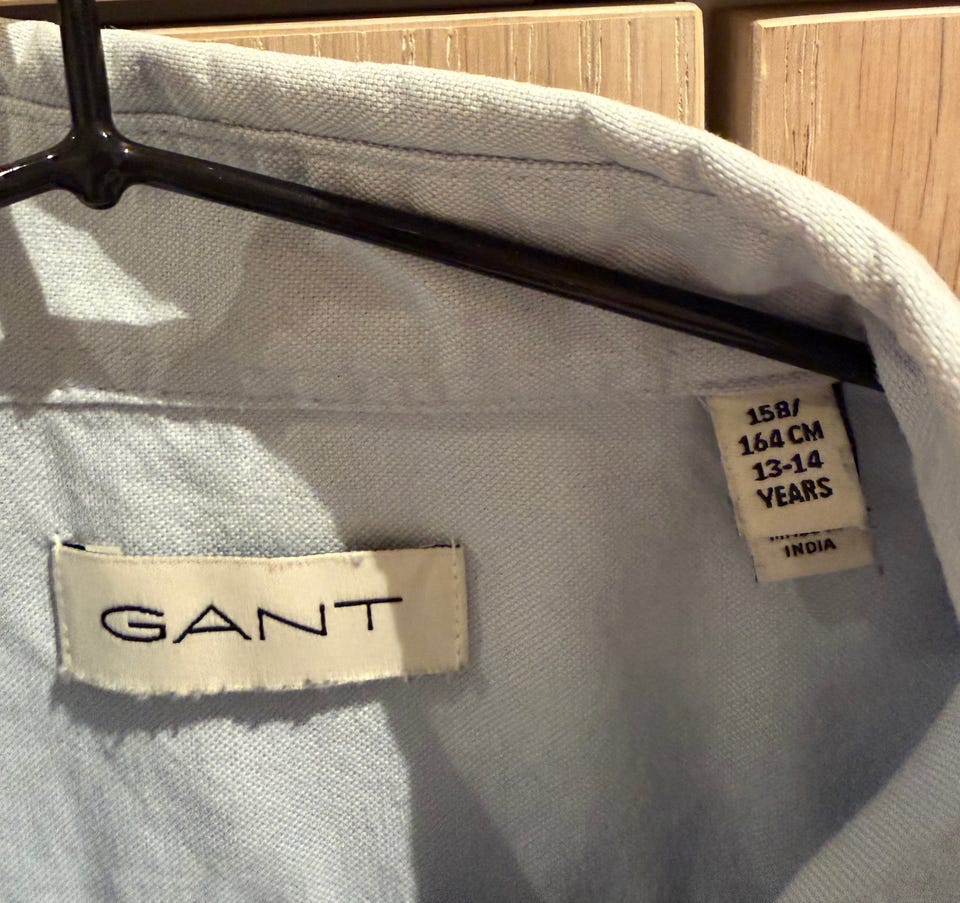 GANT
158/
164 CM
13-14
YEARS
INDIA